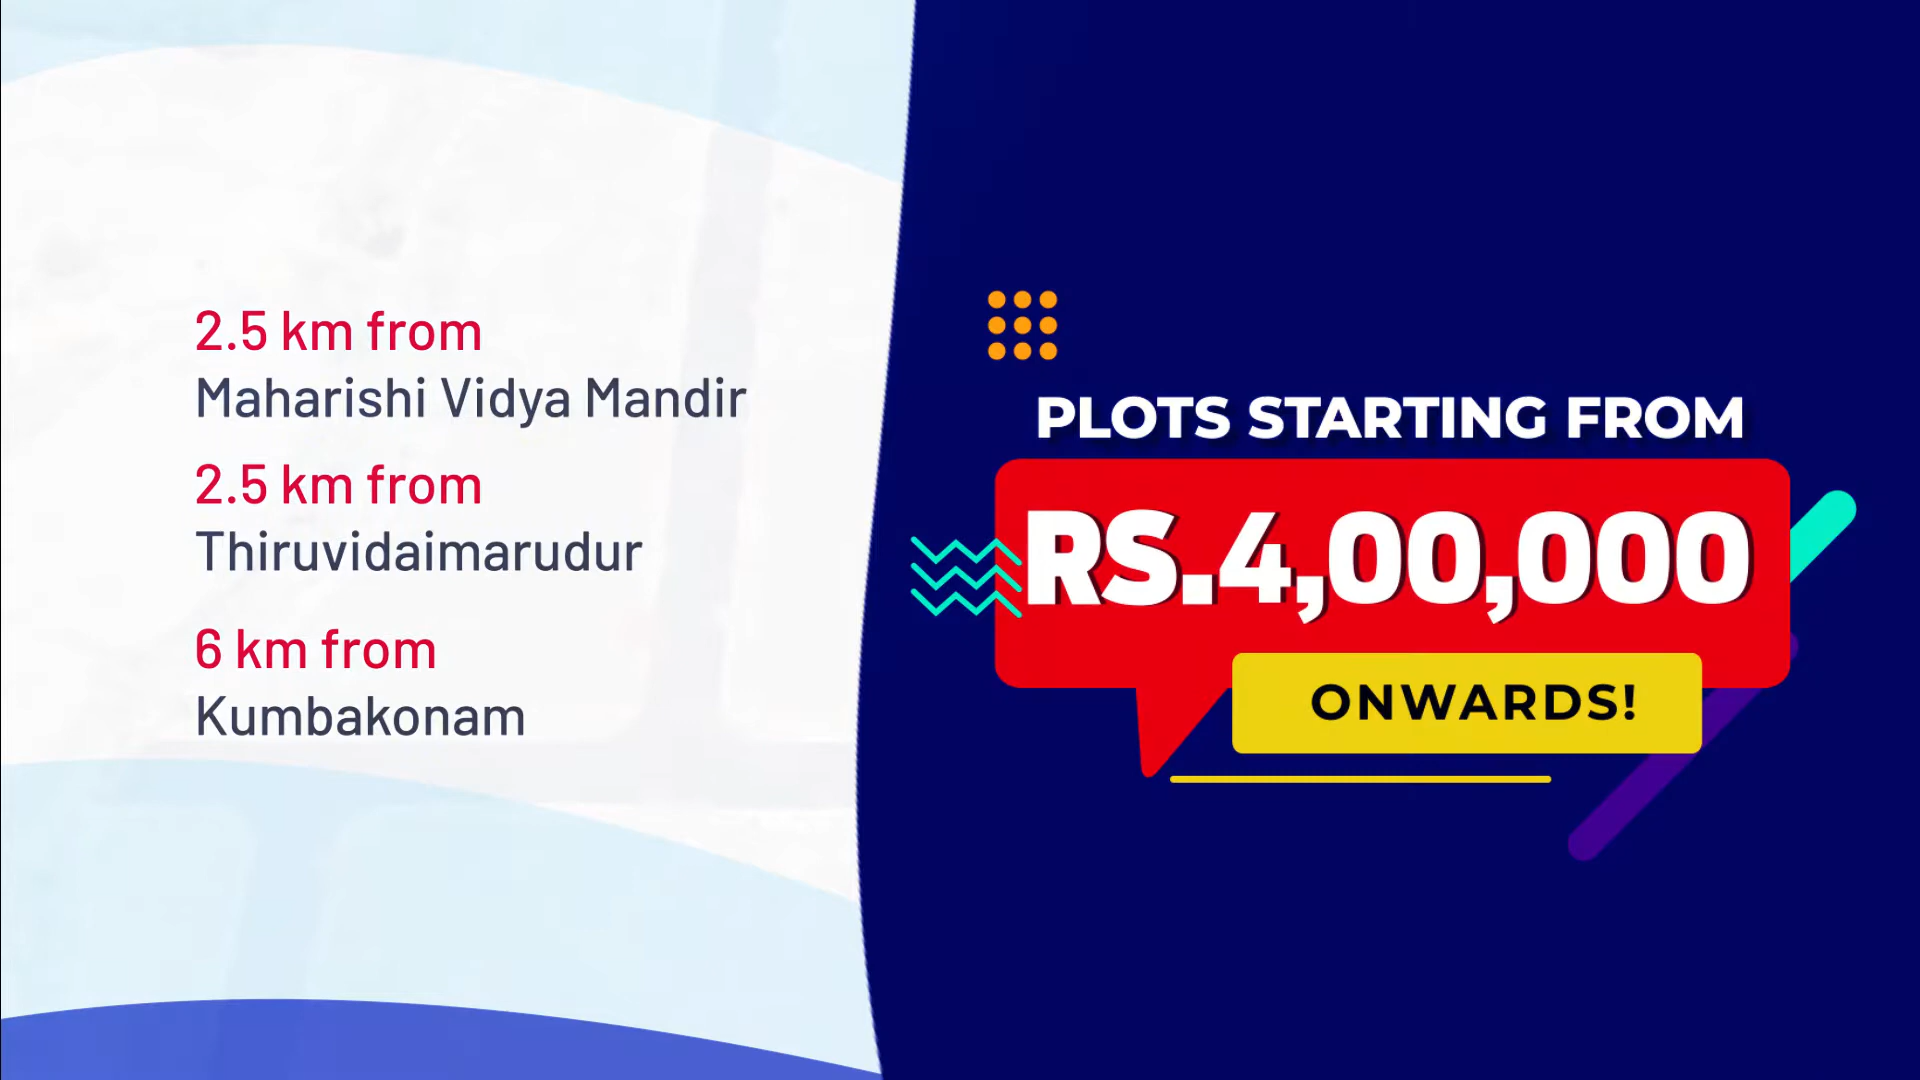 2.5 km from
Maharishi Vidya Mandir
2.5 km from
Thiruvidaimarudur
6 km from
Kumbakonam
PLOTS STARTING FROM
RS.4,00,000
ONWARDS!